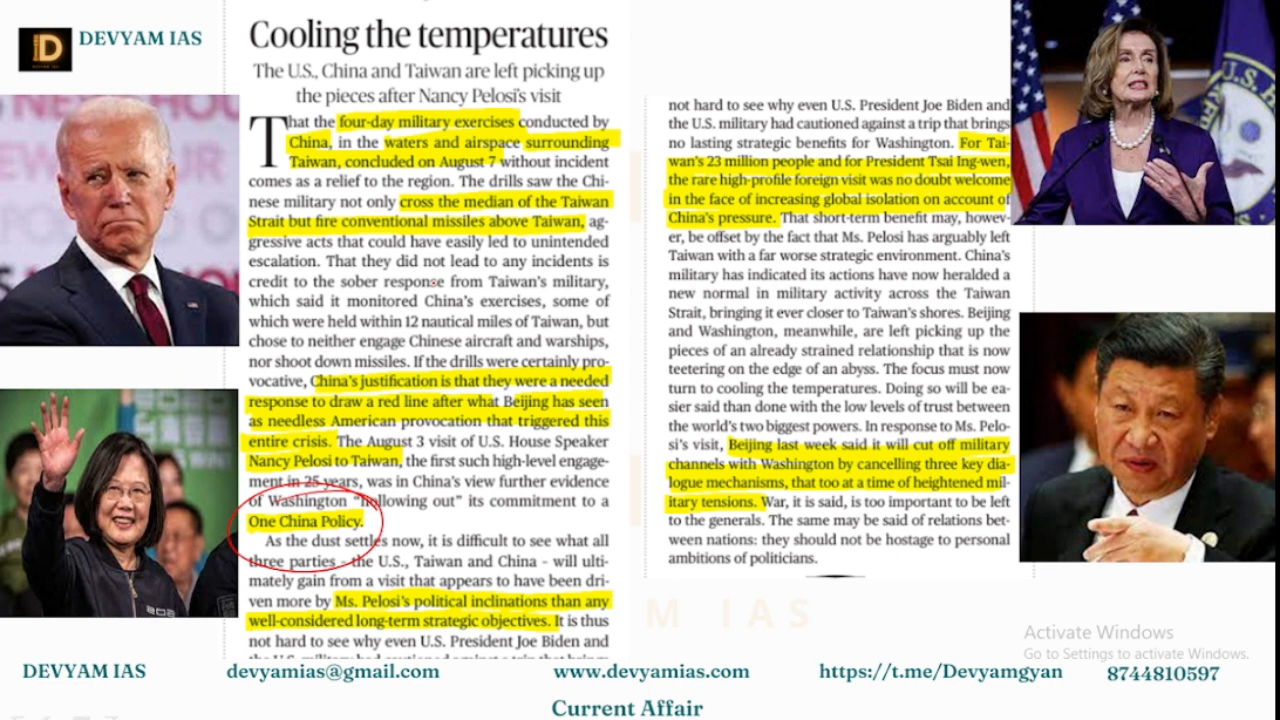 DEVYAM IAS
Cooling the temperatures
The U.S., China and Taiwan are left picking up
the pieces after Nancy Pelosi's visit
That the four-day military exercises conducted by
China, in the waters and airspace surrounding
Taiwan, concluded on August 7 without incident
comes as a relief to the region. The drills saw the Chi-
nese military not only cross the median of the Taiwan
Strait but fire conventional missiles above Taiwan, ag-
gressive acts that could have easily led to unintended
escalation. That they did not lead to any incidents is
credit to the sober response from Taiwan's military,
which said it monitored China's exercises, some of
which were held within 12 nautical miles of Taiwan, but
chose to neither engage Chinese aircraft and warships,
nor shoot down missiles. If the drills were certainly pro-
vocative, China's justification is that they were a needed
response to draw a red line after what Beijing has seen
as needless American provocation that triggered this
entire crisis. The August 3 visit of U.S. House Speaker
Nancy Pelosi to Taiwan, the first such high-level engage-
ment in 25 years, was in China's view further evidence
of Washington "hollowing out" its commitment to a
One China Policy.
As the dust settles now, it is difficult to see what all
three parties - the U.S., Taiwan and China - will ulti-
mately gain from a visit that appears to have been dri-
ven more by Ms. Pelosi's political inclinations than any
well-considered long-term strategic objectives. It is thus
not hard to see why even U.S. President Joe Biden and
not hard to see why even U.S. President Joe Biden and
the U.S. military had cautioned against a trip that brings
no lasting strategic benefits for Washington. For Tai-
wan's 23 million people and for President Tsai Ing-wen,
the rare high-profile foreign visit was no doubt welcome
in the face of increasing global isolation on account of
China's pressure. That short-term benefit may, howev-
er, be offset by the fact that Ms. Pelosi has arguably left
Taiwan with a far worse strategic environment. China's
military has indicated its actions have now heralded a
new normal in military activity across the Taiwan
Strait, bringing it ever closer to Taiwan's shores. Beijing
and Washington, meanwhile, are left picking up the
pieces of an already strained relationship that is now
teetering on the edge of an abyss. The focus must now
turn to cooling the temperatures. Doing so will be ea-
sier said than done with the low levels of trust between
the world's two biggest powers. In response to Ms. Pelo-
si's visit, Beijing last week said it will cut off military
channels with Washington by cancelling three key dia-
logue mechanisms, that too at a time of heightened mil-
itary tensions. War, it is said, is too important to be left
to the generals. The same may be said of relations bet-
ween nations: they should not be hostage to personal
ambitions of politicians.
M IAS
Activate Windows
Go to Settings to activate Windows.
DEVYAM IAS
devyamias@gmail.com
www.devyamias.com
https://t.me/Devyamgyan
8744810597
Current Affair